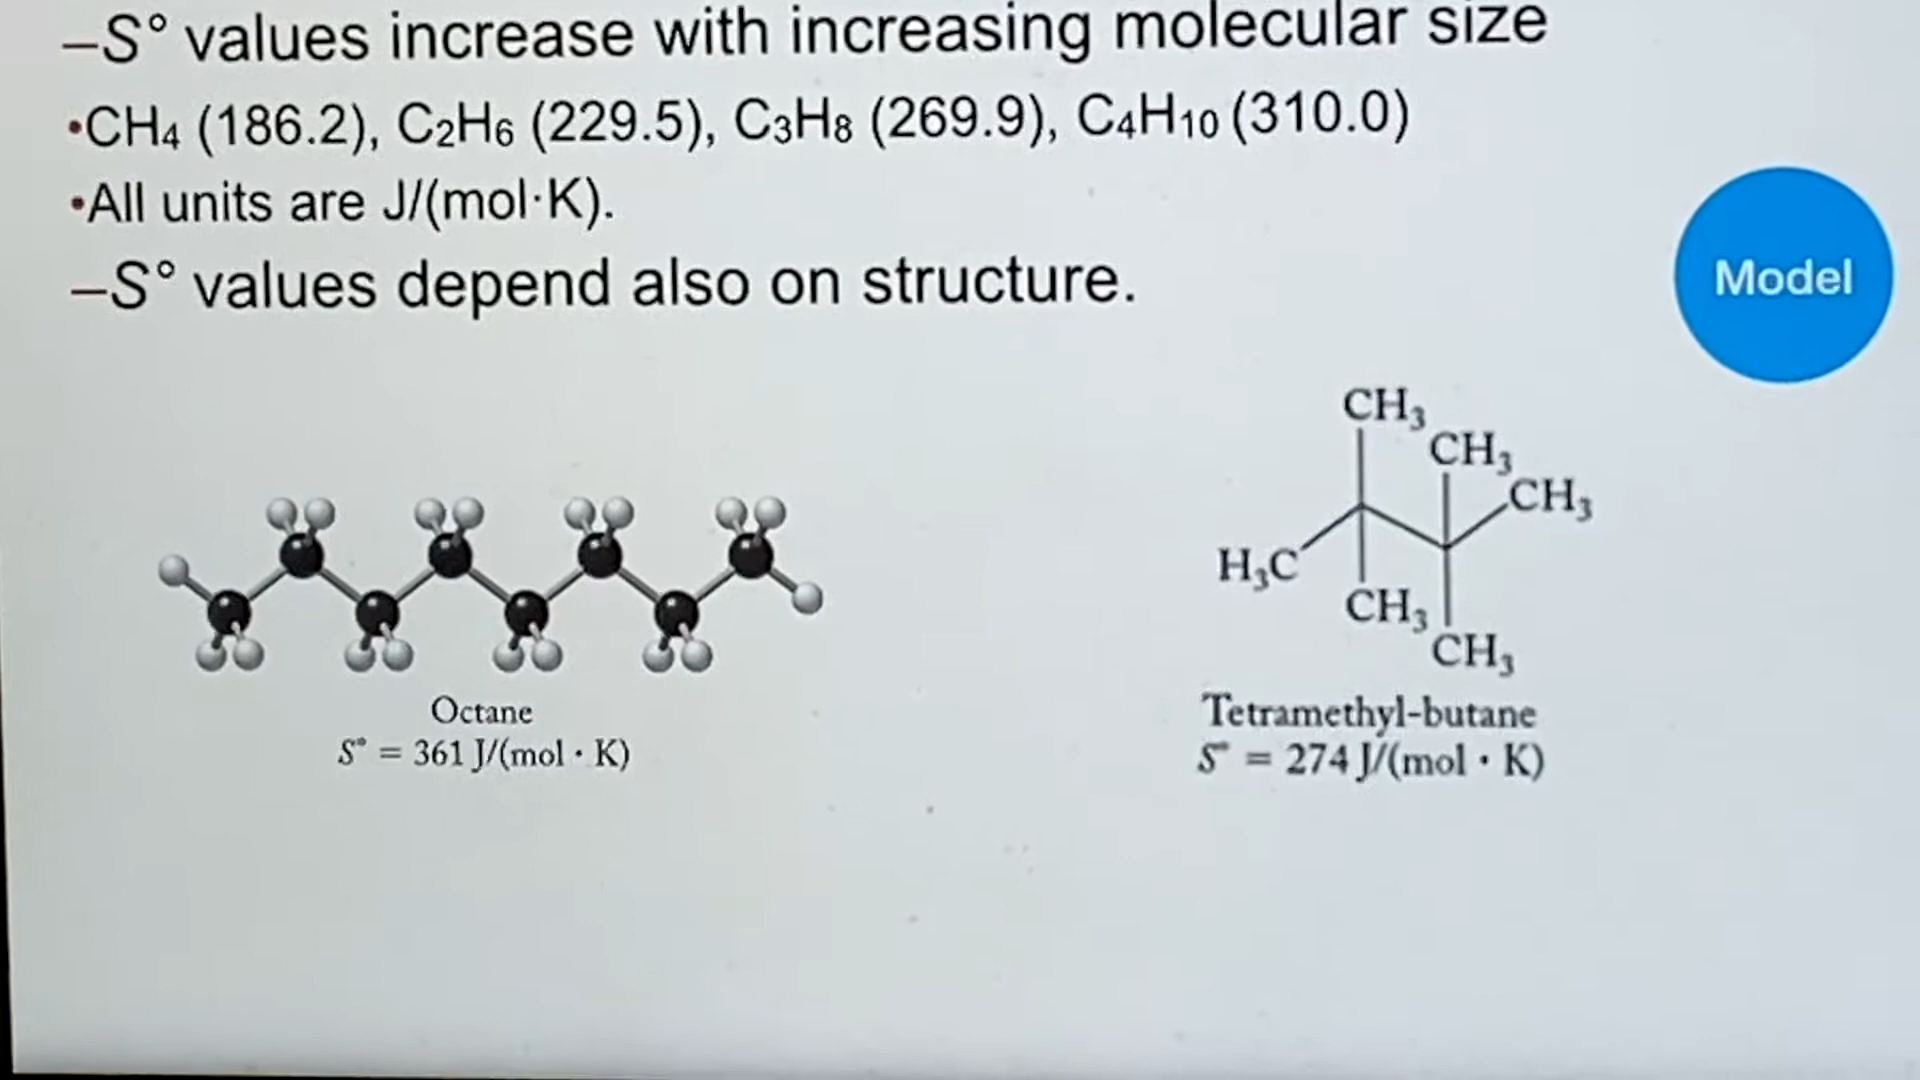 –S° values increase with increasing molecular size
•CH₄ (186.2), C₂H₆ (229.5), C₃H₈ (269.9), C₄H₁₀ (310.0)
•All units are J/(mol·K).
–S° values depend also on structure.
Model
CH₃
CH₃
CH₃
H₃C
CH₃
CH₃
Octane
S° = 361 J/(mol · K)
Tetramethyl-butane
S° = 274 J/(mol · K)